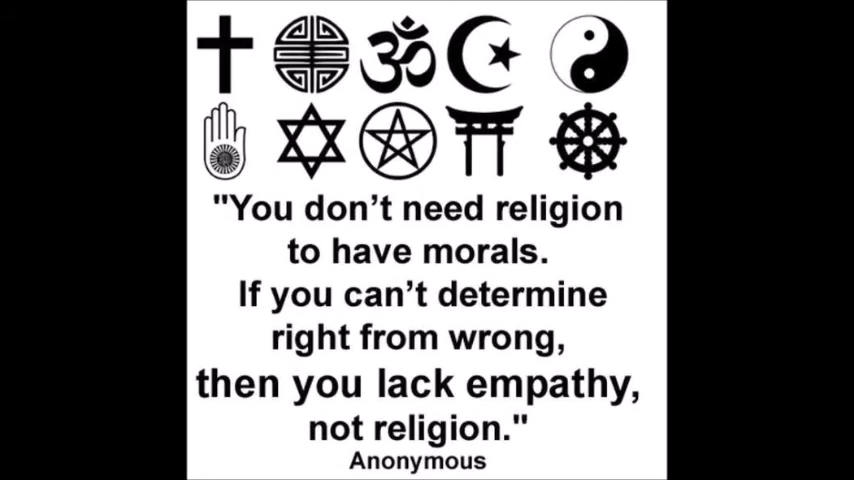 "You don’t need religion
to have morals.
If you can’t determine
right from wrong,
then you lack empathy,
not religion."
Anonymous